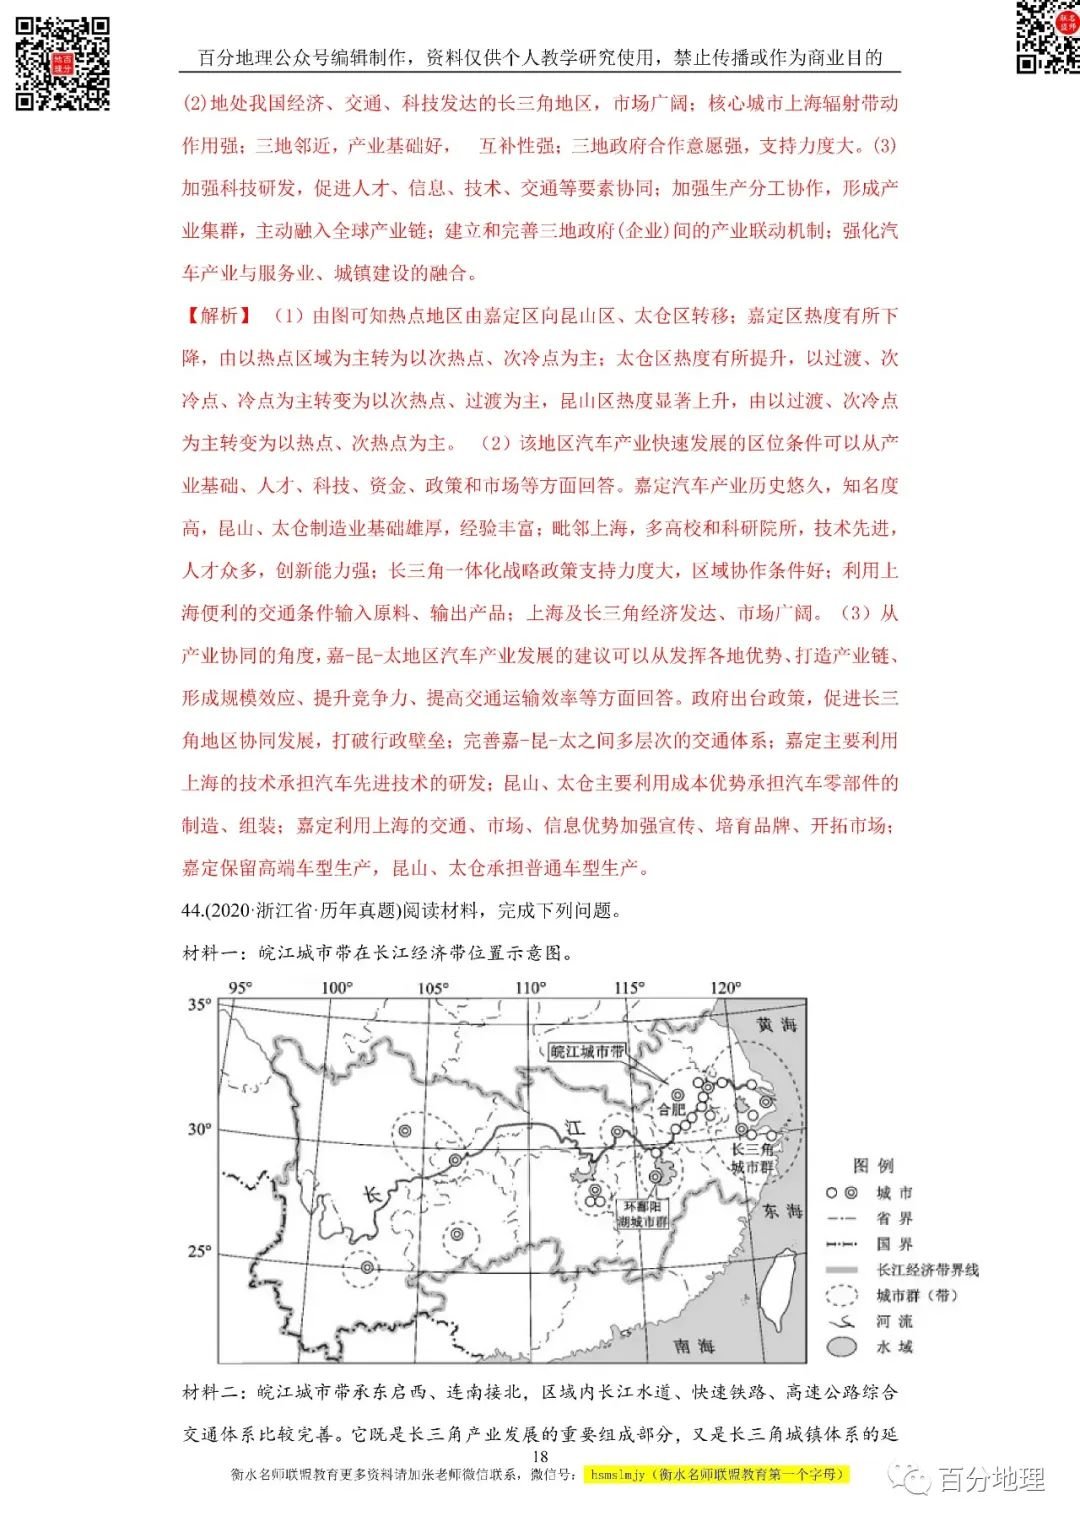 百分地理公众号编辑制作，资料仅供个人教学研究使用，禁止传播或作为商业目的
(2)地处我国经济、交通、科技发达的长三角地区，市场广阔；核心城市上海辐射带动
作用强；三地邻近，产业基础好，　互补性强；三地政府合作意愿强，支持力度大。(3)
加强科技研发，促进人才、信息、技术、交通等要素协同；加强生产分工协作，形成产
业集群，主动融入全球产业链；建立和完善三地政府(企业)间的产业联动机制；强化汽
车产业与服务业、城镇建设的融合。
【解析】（1）由图可知热点地区由嘉定区向昆山区、太仓区转移；嘉定区热度有所下
降，由以热点区域为主转为以次热点、次冷点为主；太仓区热度有所提升，以过渡、次
冷点、冷点为主转变为以次热点、过渡为主，昆山区热度显著上升，由以过渡、次冷点
为主转变为以热点、次热点为主。（2）该地区汽车产业快速发展的区位条件可以从产
业基础、人才、科技、资金、政策和市场等方面回答。嘉定汽车产业历史悠久，知名度
高，昆山、太仓制造业基础雄厚，经验丰富；毗邻上海，多高校和科研院所，技术先进，
人才众多，创新能力强；长三角一体化战略政策支持力度大，区域协作条件好；利用上
海便利的交通条件输入原料、输出产品；上海及长三角经济发达、市场广阔。（3）从
产业协同的角度，嘉-昆-太地区汽车产业发展的建议可以从发挥各地优势、打造产业链、
形成规模效应、提升竞争力、提高交通运输效率等方面回答。政府出台政策，促进长三
角地区协同发展，打破行政壁垒；完善嘉-昆-太之间多层次的交通体系；嘉定主要利用
上海的技术承担汽车先进技术的研发；昆山、太仓主要利用成本优势承担汽车零部件的
制造、组装；嘉定利用上海的交通、市场、信息优势加强宣传、培育品牌、开拓市场；
嘉定保留高端车型生产，昆山、太仓承担普通车型生产。
44.(2020·浙江省·历年真题)阅读材料，完成下列问题。
材料一：皖江城市带在长江经济带位置示意图。
95° 100° 105° 110° 115° 120°
35°
黄 海
皖江城市带
合肥
30°
江
长三角
城市群
长
环鄱阳
湖城市群
东 海
25°
南 海
图 例
城 市
省 界
国 界
长江经济带界线
城市群（带）
河 流
水 域
材料二：皖江城市带承东启西、连南接北，区域内长江水道、快速铁路、高速公路综合
交通体系比较完善。它既是长三角产业发展的重要组成部分，又是长三角城镇体系的延
18
衡水名师联盟教育更多资料请加张老师微信联系，微信号：hsmslmjy（衡水名师联盟教育第一个字母）
百分地理